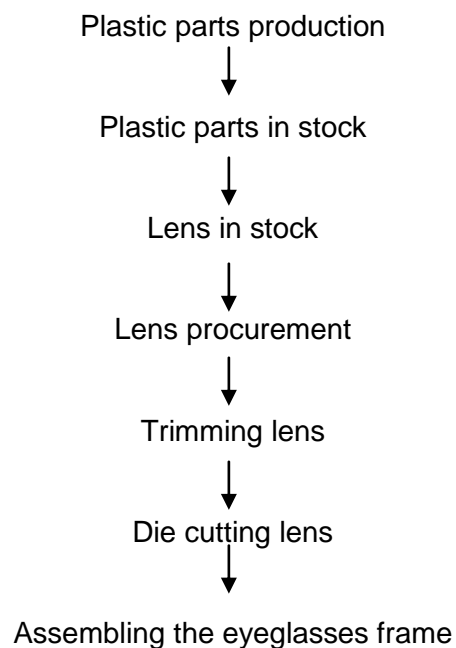 Plastic parts production
Plastic parts in stock
Lens in stock
Lens procurement
Trimming lens
Die cutting lens
Assembling the eyeglasses frame